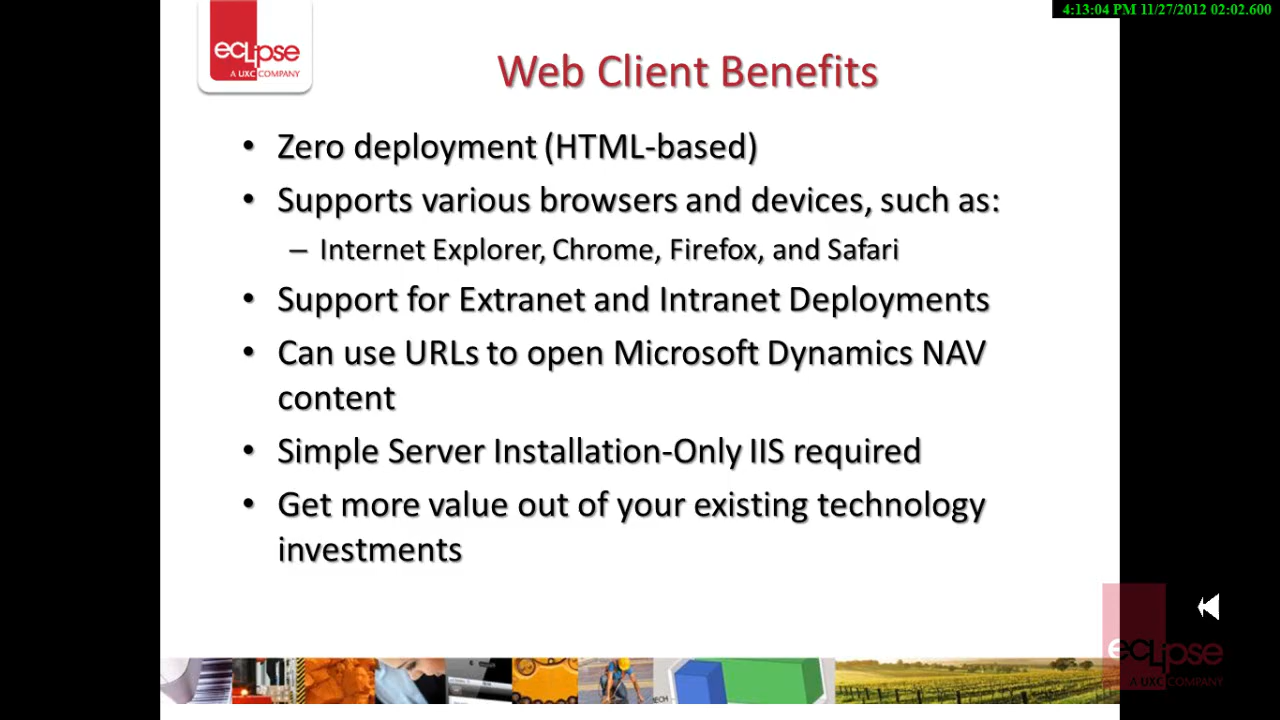 4:13:04 PM 11/27/2012 02:02.600
eclipse
A UXC COMPANY
Web Client Benefits
• Zero deployment (HTML-based)
• Supports various browsers and devices, such as:
– Internet Explorer, Chrome, Firefox, and Safari
• Support for Extranet and Intranet Deployments
• Can use URLs to open Microsoft Dynamics NAV
content
• Simple Server Installation-Only IIS required
• Get more value out of your existing technology
investments
eclipse
A UXC COMPANY